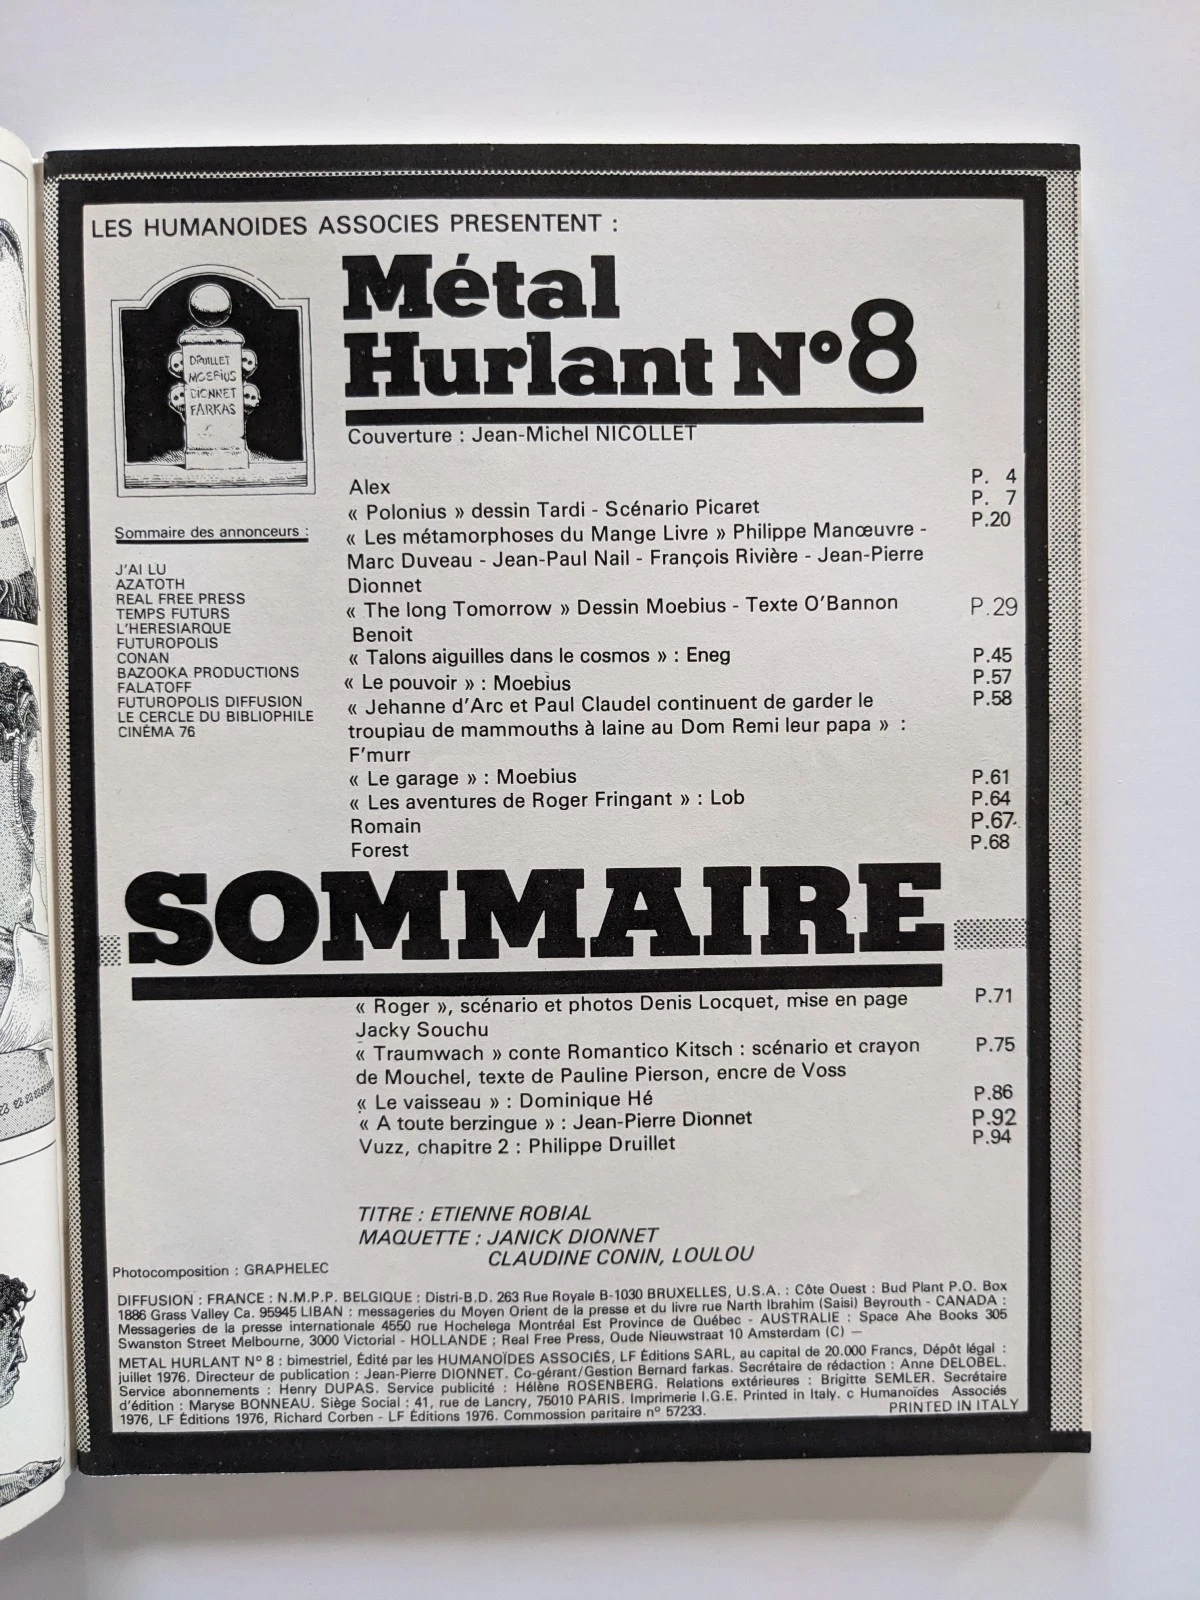 LES HUMANOIDES ASSOCIES PRESENTENT :
Métal
Hurlant N°8
DRUILLET
MOEBIUS
DIONNET
FARKAS
Couverture : Jean-Michel NICOLLET
Alex P. 4
« Polonius » dessin Tardi - Scénario Picaret P. 7
« Les métamorphoses du Mange Livre » Philippe Manœuvre - P.20
Marc Duveau - Jean-Paul Nail - François Rivière - Jean-Pierre
Dionnet
« The long Tomorrow » Dessin Moebius - Texte O'Bannon P.29
Benoit
« Talons aiguilles dans le cosmos » : Eneg P.45
« Le pouvoir » : Moebius P.57
« Jehanne d'Arc et Paul Claudel continuent de garder le P.58
troupiau de mammouths à laine au Dom Remi leur papa » :
F'murr
« Le garage » : Moebius P.61
« Les aventures de Roger Fringant » : Lob P.64
Romain P.67
Forest P.68
Sommaire des annonceurs :
J'AI LU
AZATOTH
REAL FREE PRESS
TEMPS FUTURS
L'HERESIARQUE
FUTUROPOLIS
CONAN
BAZOOKA PRODUCTIONS
FALATOFF
FUTUROPOLIS DIFFUSION
LE CERCLE DU BIBLIOPHILE
CINÉMA 76
SOMMAIRE
« Roger », scénario et photos Denis Locquet, mise en page P.71
Jacky Souchu
« Traumwach » conte Romantico Kitsch : scénario et crayon P.75
de Mouchel, texte de Pauline Pierson, encre de Voss
« Le vaisseau » : Dominique Hé P.86
« A toute berzingue » : Jean-Pierre Dionnet P.92
Vuzz, chapitre 2 : Philippe Druillet P.94
TITRE : ETIENNE ROBIAL
MAQUETTE : JANICK DIONNET
CLAUDINE CONIN, LOULOU
Photocomposition : GRAPHELEC
DIFFUSION : FRANCE : N.M.P.P. BELGIQUE : Distri-B.D. 263 Rue Royale B-1030 BRUXELLES, U.S.A. : Côte Ouest : Bud Plant P.O. Box
1886 Grass Valley Ca. 95945 LIBAN : messageries du Moyen Orient de la presse et du livre rue Narth Ibrahim (Saisi) Beyrouth - CANADA :
Messageries de la presse internationale 4550 rue Hochelega Montréal Est Province de Québec - AUSTRALIE : Space Ahe Books 305
Swanston Street Melbourne, 3000 Victorial - HOLLANDE ; Real Free Press, Oude Nieuwstraat 10 Amsterdam (C) —
METAL HURLANT N° 8 : bimestriel, Édité par les HUMANOÏDES ASSOCIÉS, LF Éditions SARL, au capital de 20.000 Francs, Dépôt légal :
juillet 1976. Directeur de publication : Jean-Pierre DIONNET. Co-gérant/Gestion Bernard farkas. Secrétaire de rédaction : Anne DELOBEL.
Service abonnements : Henry DUPAS. Service publicité : Hélène ROSENBERG. Relations extérieures : Brigitte SEMLER. Secrétaire
d'édition : Maryse BONNEAU. Siège Social : 41, rue de Lancry, 75010 PARIS. Imprimerie I.G.E. Printed in Italy. c Humanoïdes Associés
1976, LF Éditions 1976, Richard Corben - LF Éditions 1976. Commossion paritaire n° 57233.
PRINTED IN ITALY